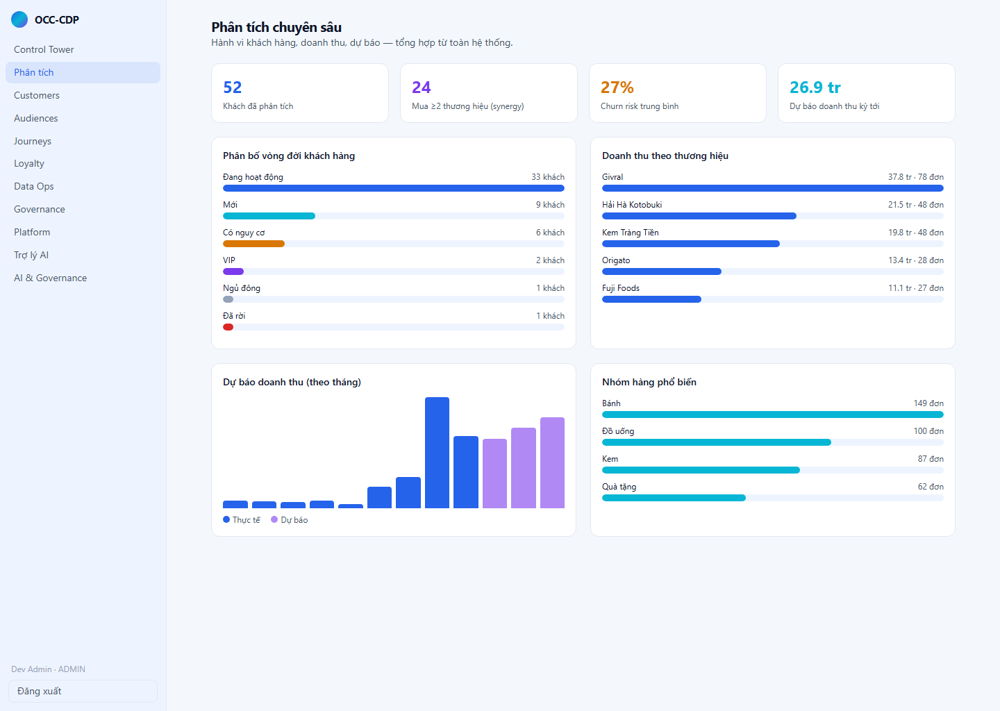 OCC-CDP
Control Tower
Phân tích
Customers
Audiences
Journeys
Loyalty
Data Ops
Governance
Platform
Trợ lý AI
AI & Governance
Dev Admin · ADMIN
Đăng xuất
Phân tích chuyên sâu
Hành vi khách hàng, doanh thu, dự báo — tổng hợp từ toàn hệ thống.
52
Khách đã phân tích
24
Mua ≥2 thương hiệu (synergy)
27%
Churn risk trung bình
26.9 tr
Dự báo doanh thu kỳ tới
Phân bố vòng đời khách hàng
Đang hoạt động 33 khách
Mới 9 khách
Có nguy cơ 6 khách
VIP 2 khách
Ngủ đông 1 khách
Đã rời 1 khách
Doanh thu theo thương hiệu
Givral 37.8 tr · 78 đơn
Hải Hà Kotobuki 21.5 tr · 48 đơn
Kem Tràng Tiền 19.8 tr · 48 đơn
Origato 13.4 tr · 28 đơn
Fuji Foods 11.1 tr · 27 đơn
Dự báo doanh thu (theo tháng)
Thực tế Dự báo
Nhóm hàng phổ biến
Bánh 149 đơn
Đồ uống 100 đơn
Kem 87 đơn
Quà tặng 62 đơn